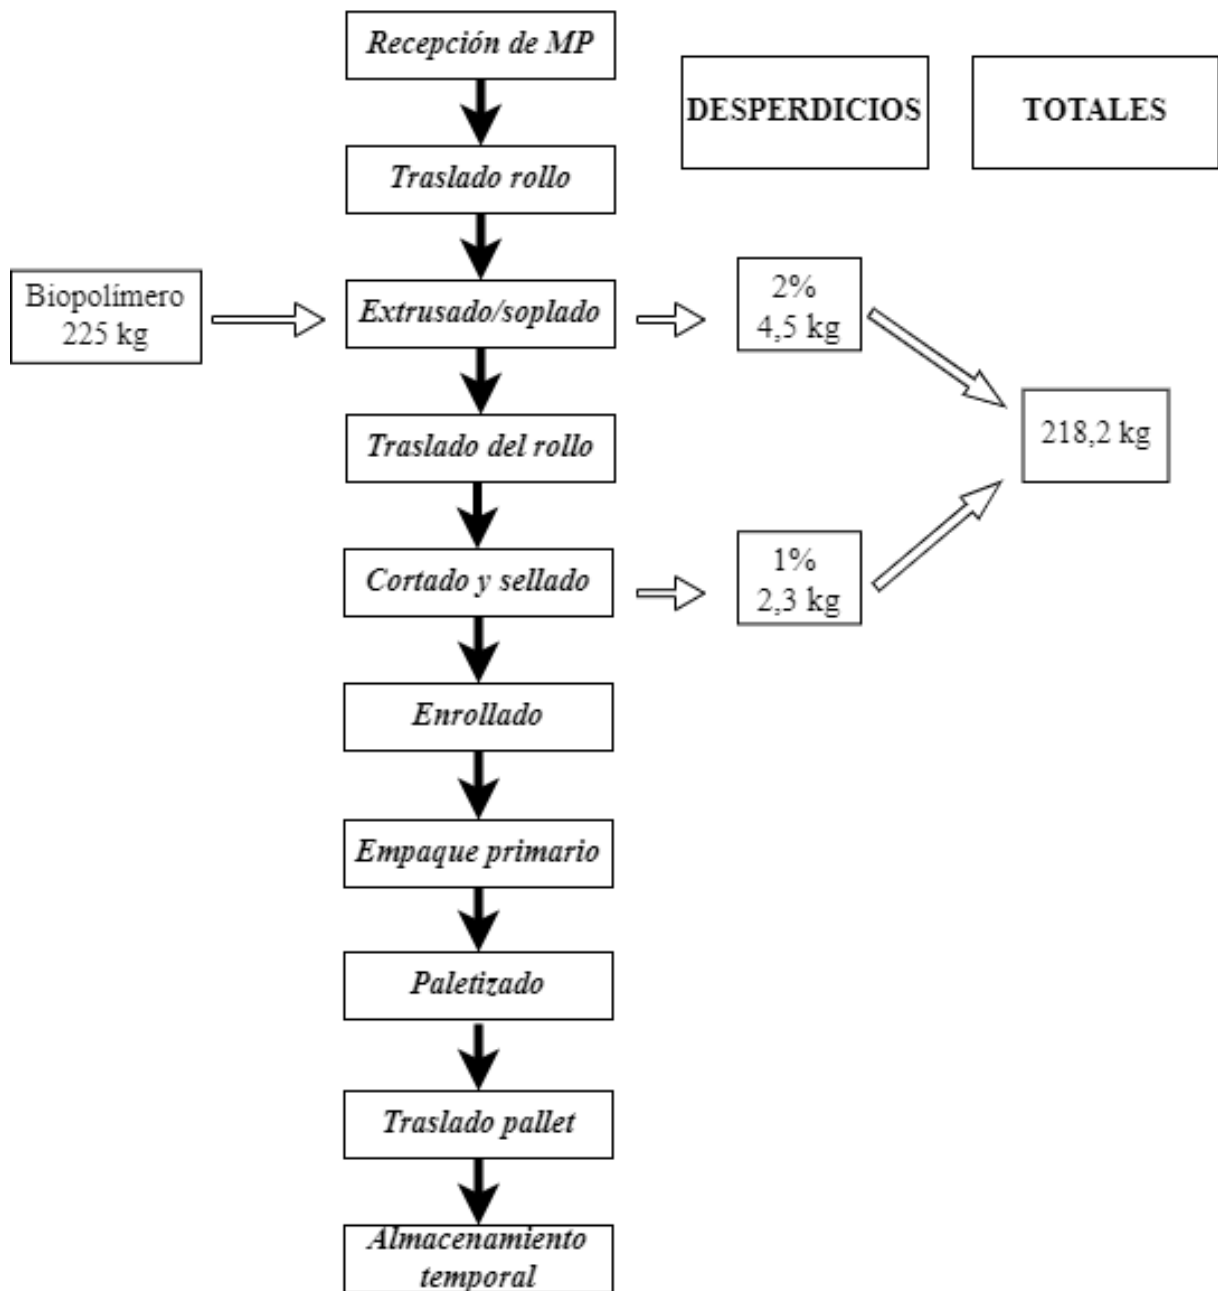 Recepción de MP
DESPERDICIOS
TOTALES
Traslado rollo
Biopolímero
225 kg
Extrusado/soplado
2%
4,5 kg
218,2 kg
Traslado del rollo
Cortado y sellado
1%
2,3 kg
Enrollado
Empaque primario
Paletizado
Traslado pallet
Almacenamiento
temporal